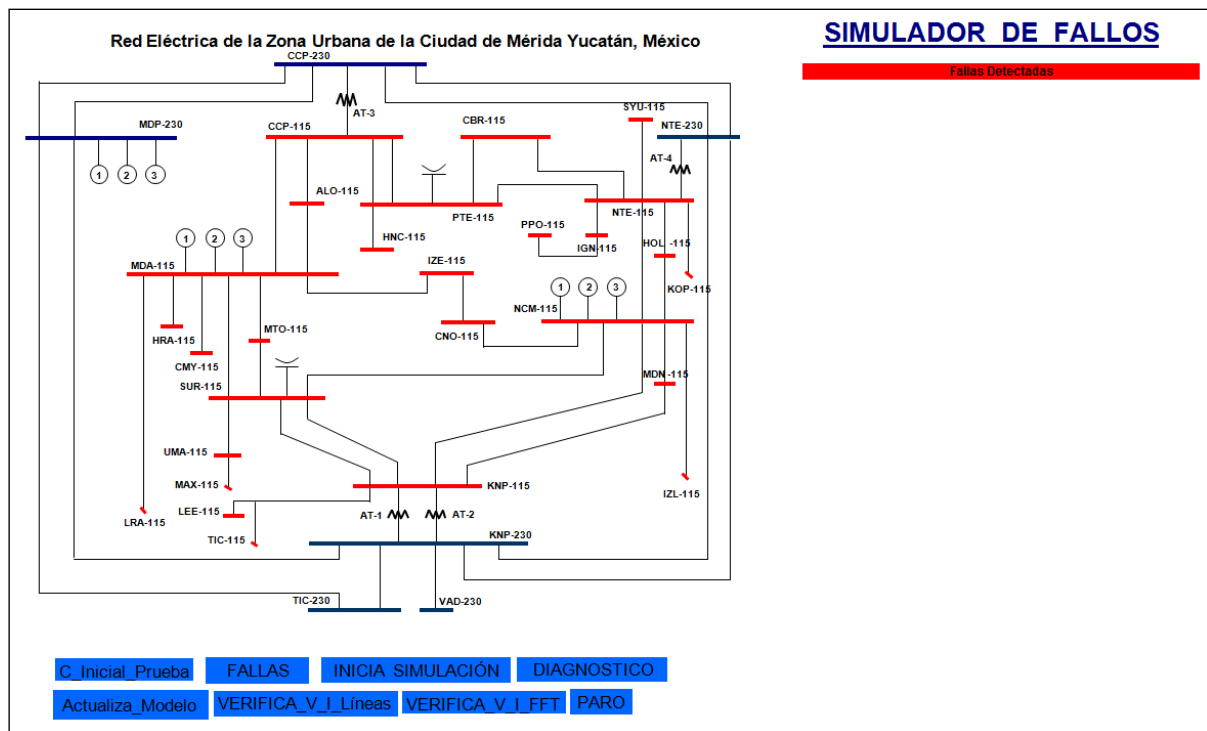 Red Eléctrica de la Zona Urbana de la Ciudad de Mérida Yucatán, México
SIMULADOR DE FALLOS
Fallas Detectadas
CCP-230
MDP-230
1 2 3
AT-3
CCP-115
CBR-115
SYU-115
NTE-230
AT-4
ALO-115
PTE-115
NTE-115
HNC-115
PPO-115
IGN-115
HOL -115
KOP-115
1 2 3
MDA-115
IZE-115
1 2 3
NCM-115
HRA-115
MTO-115
CNO-115
CMY-115
SUR-115
MDN-115
UMA-115
MAX-115
KNP-115
IZL-115
LRA-115
LEE-115
AT-1
AT-2
TIC-115
KNP-230
TIC-230
VAD-230
C_Inicial_Prueba
FALLAS
INICIA SIMULACIÓN
DIAGNOSTICO
Actualiza_Modelo
VERIFICA_V_I_Líneas
VERIFICA_V_I_FFT
PARO